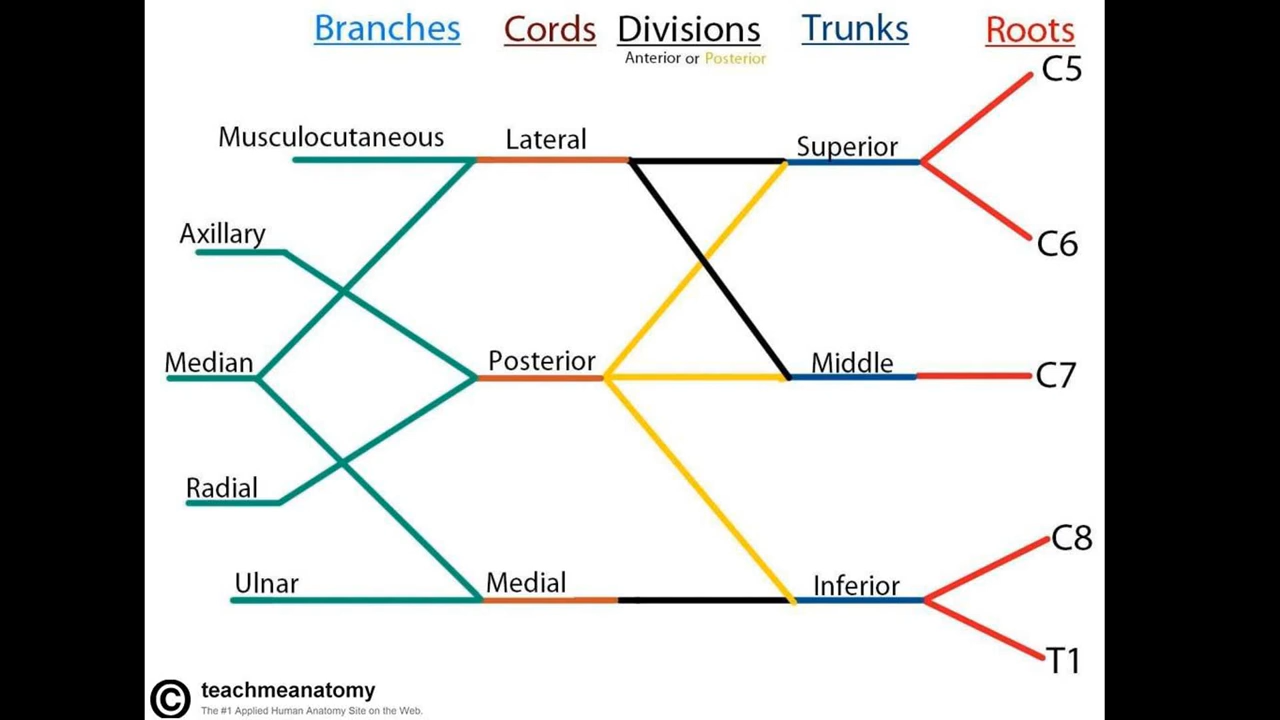 Branches Cords Divisions Trunks Roots
Anterior or Posterior
C5
Musculocutaneous Lateral Superior
Axillary C6
Median Posterior Middle C7
Radial
C8
Ulnar Medial Inferior
T1
© teachmeanatomy
The #1 Applied Human Anatomy Site on the Web.